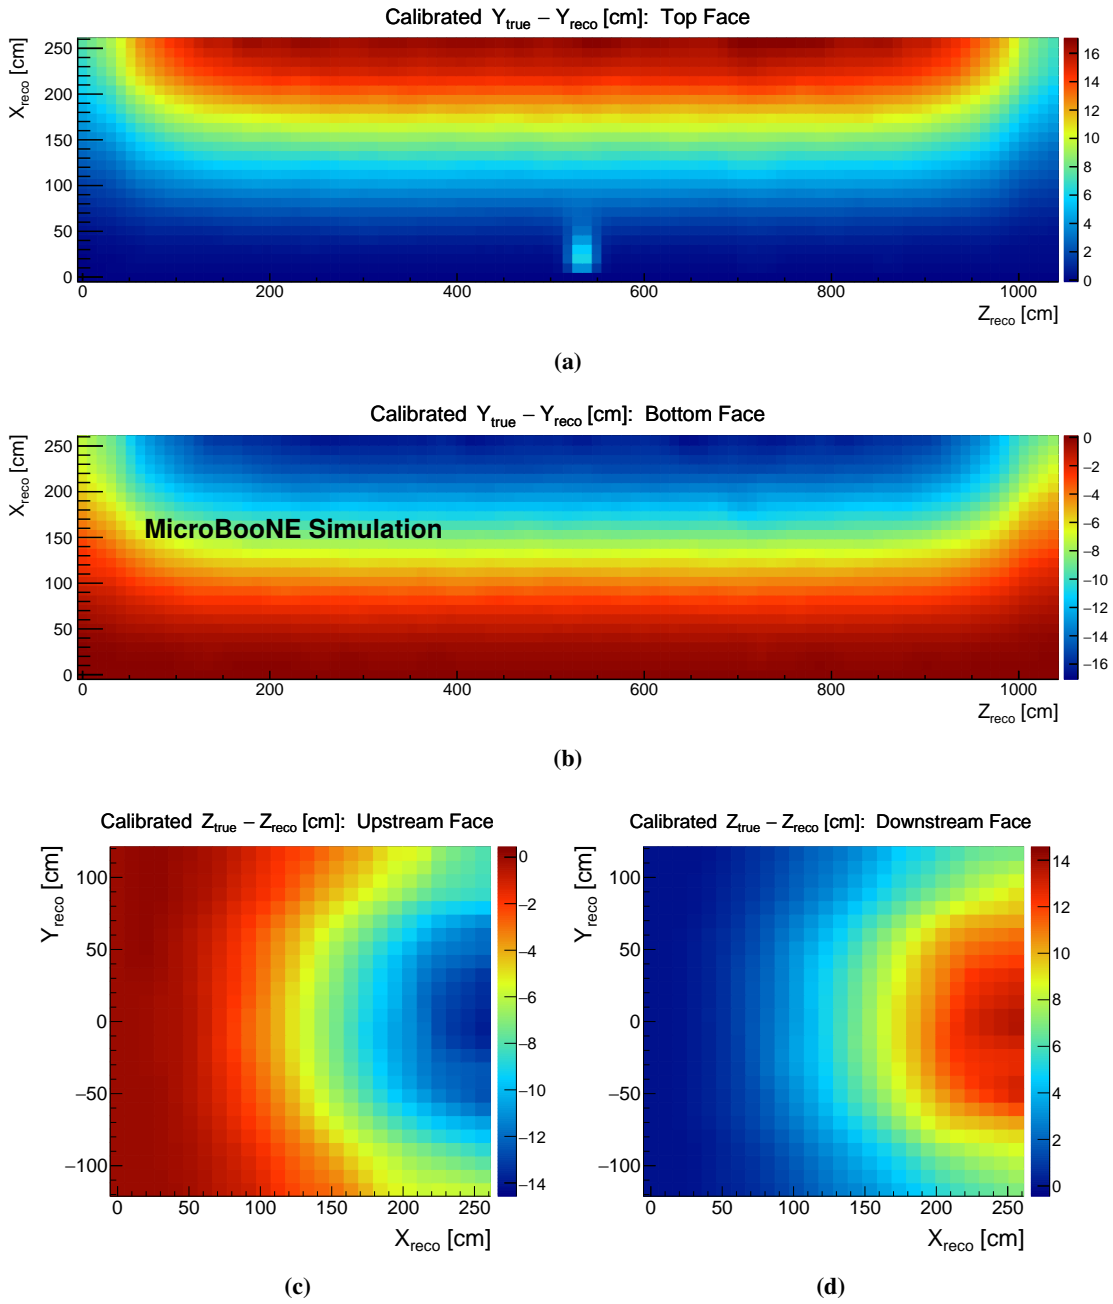 Calibrated Y_true − Y_reco [cm]: Top Face
X_reco [cm]
250
200
150
100
50
0
0 200 400 600 800 1000
Z_reco [cm]
16
14
12
10
8
6
4
2
0
(a)
Calibrated Y_true − Y_reco [cm]: Bottom Face
X_reco [cm]
250
200
150
100
50
0
MicroBooNE Simulation
0 200 400 600 800 1000
Z_reco [cm]
0
−2
−4
−6
−8
−10
−12
−14
−16
(b)
Calibrated Z_true − Z_reco [cm]: Upstream Face
Y_reco [cm]
100
50
0
−50
−100
0 50 100 150 200 250
X_reco [cm]
0
−2
−4
−6
−8
−10
−12
−14
(c)
Calibrated Z_true − Z_reco [cm]: Downstream Face
Y_reco [cm]
100
50
0
−50
−100
0 50 100 150 200 250
X_reco [cm]
14
12
10
8
6
4
2
0
(d)